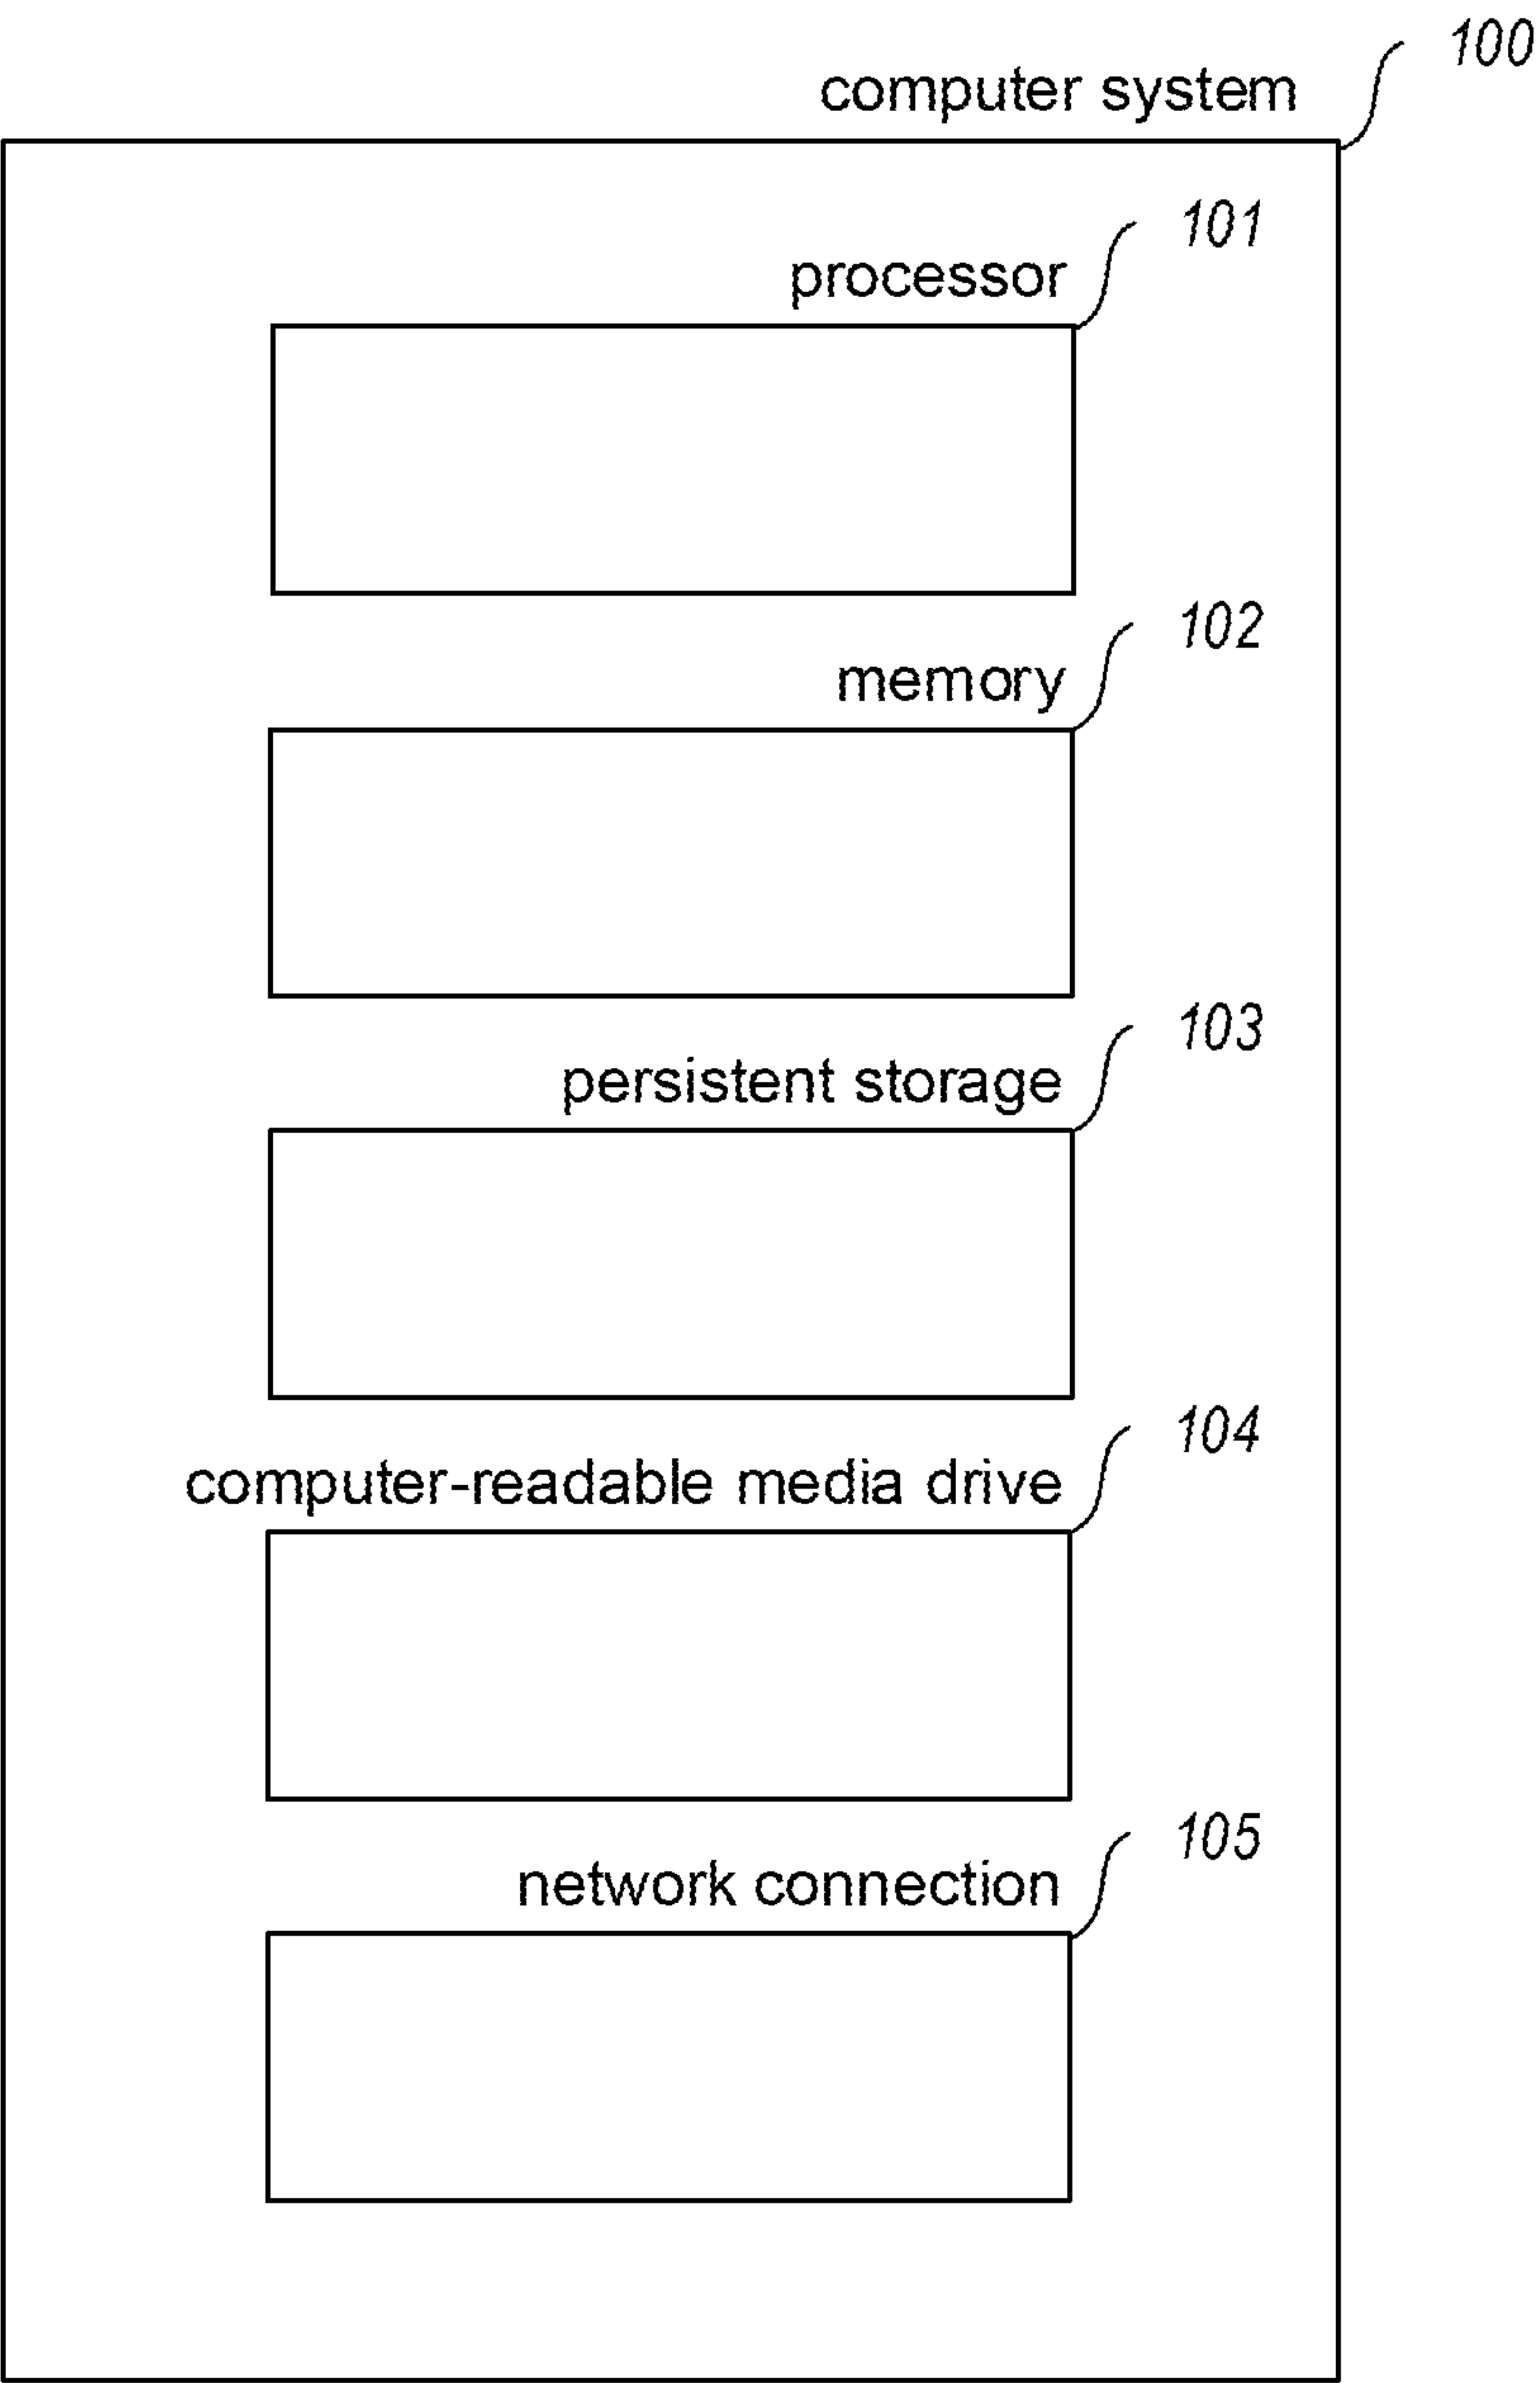 100
computer system
101
processor
102
memory
103
persistent storage
104
computer-readable media drive
105
network connection